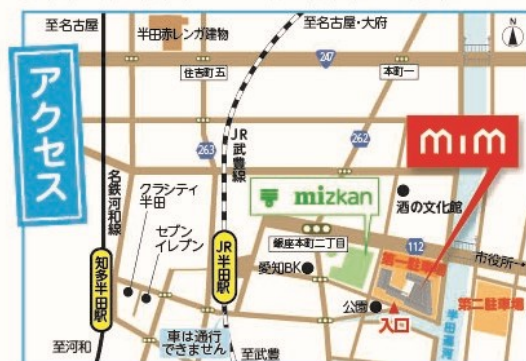 至名古屋
至名古屋・大府
N
半田赤レンガ建物
247
住吉町五
本町一
アクセス
263
JR武豊線
262
mim
名鉄河和線
クラシティ半田
セブンイレブン
mizkan
酒の文化館
知多半田駅
JR半田駅
銀座本町二丁目
112
市役所
愛知BK
第一駐車場
公園
入口
第二駐車場
半田運河
車は通行
できません
至河和
至武豊